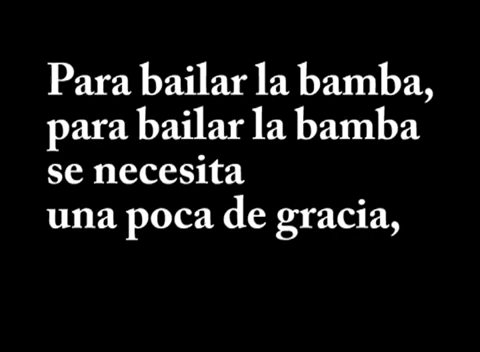 Para bailar la bamba,
para bailar la bamba
se necesita
una poca de gracia,